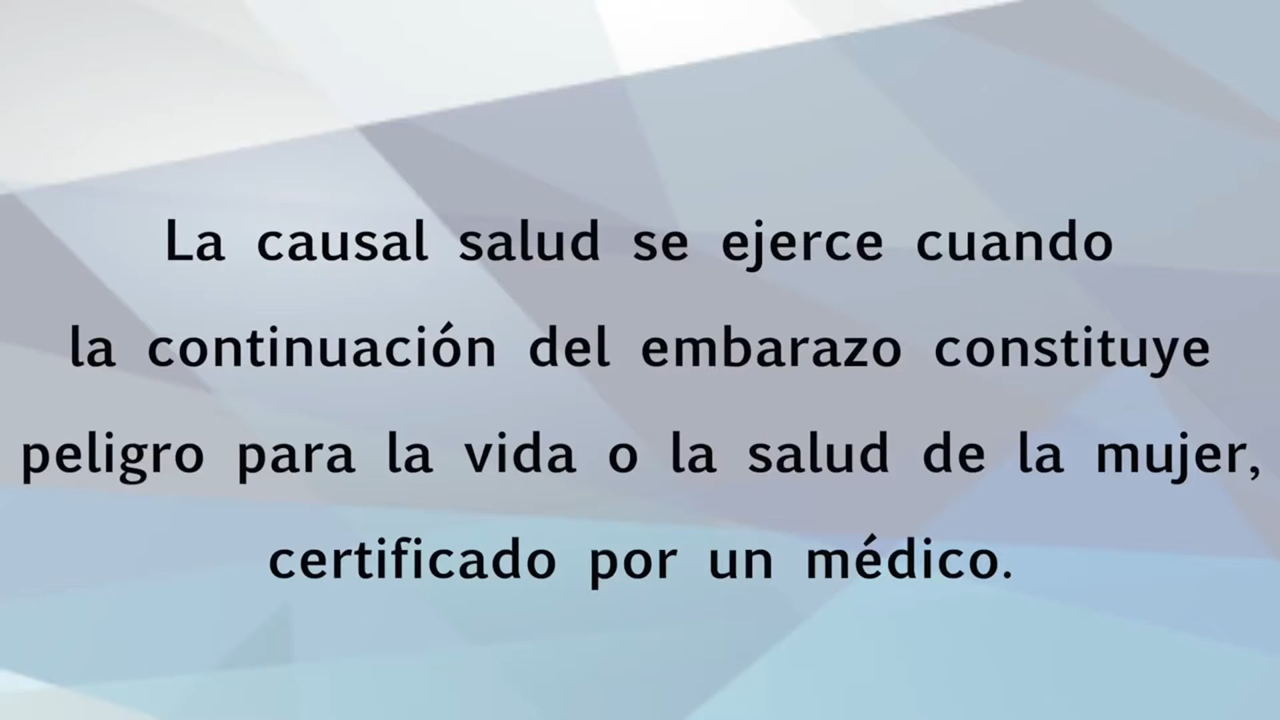 La causal salud se ejerce cuando
la continuación del embarazo constituye
peligro para la vida o la salud de la mujer,
certificado por un médico.